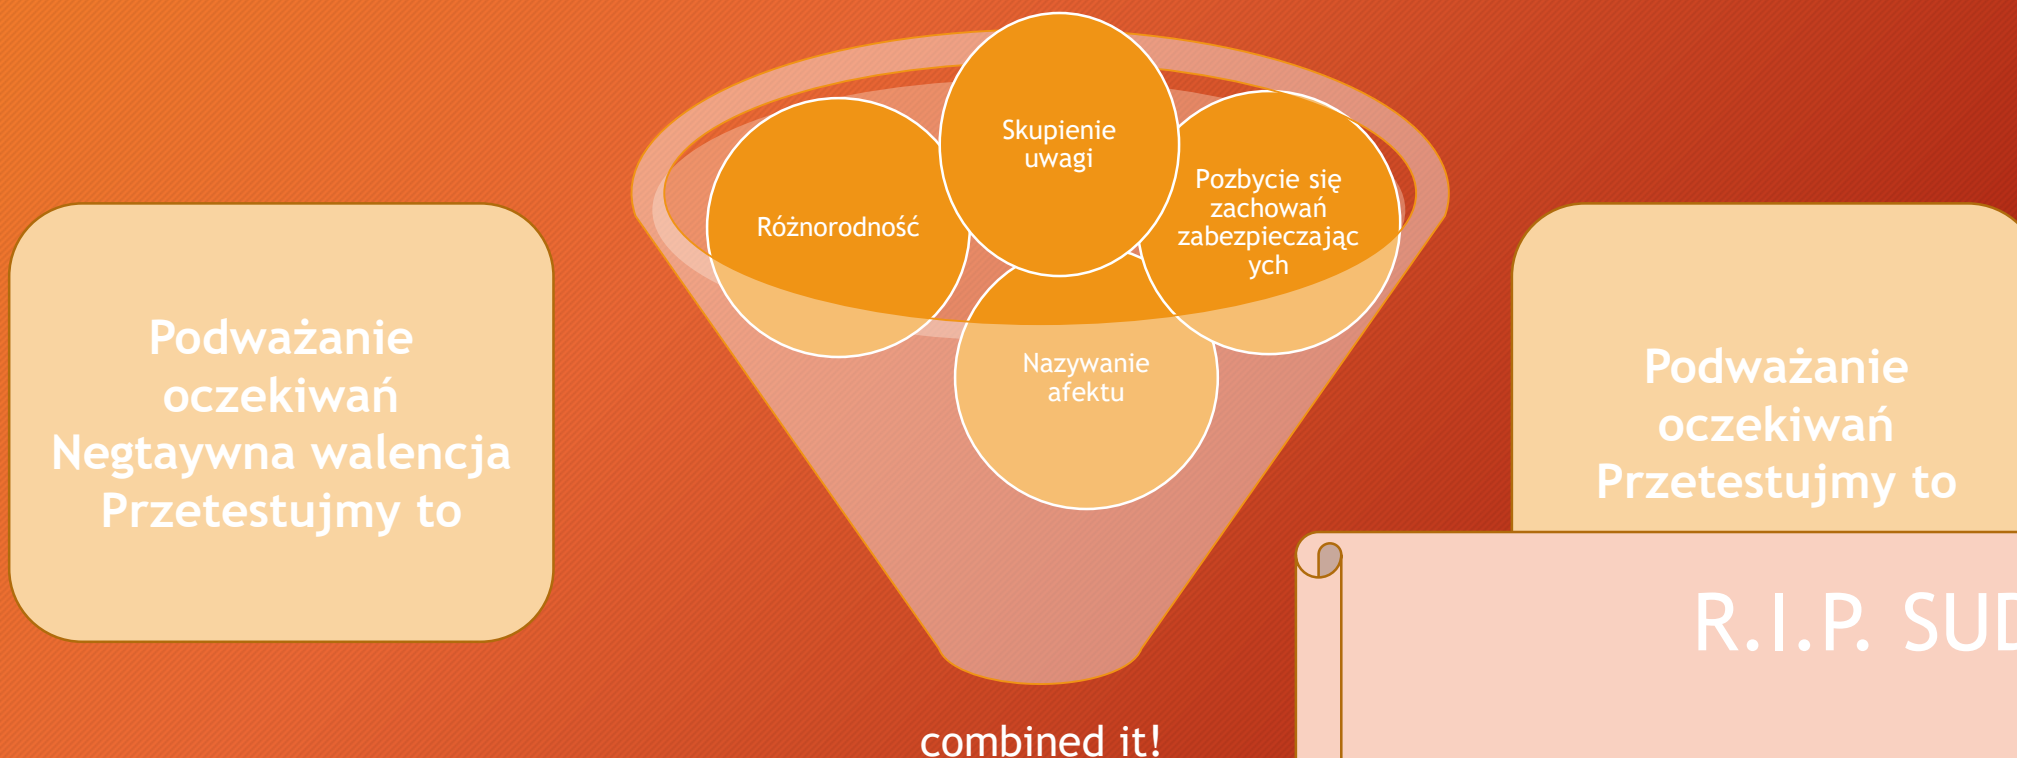 Podważanie
oczekiwań
Negtaywna walencja
Przetestujmy to
Skupienie
uwagi
Różnorodność
Pozbycie się
zachowań
zabezpieczając
ych
Nazywanie
afektu
combined it!
Podważanie
oczekiwań
Przetestujmy to
R.I.P. SUD